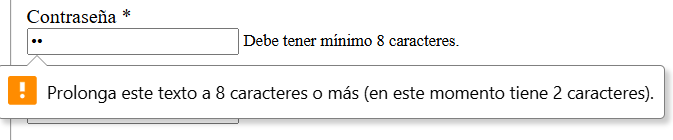 Contraseña *
•• Debe tener mínimo 8 caracteres.
Prolonga este texto a 8 caracteres o más (en este momento tiene 2 caracteres).